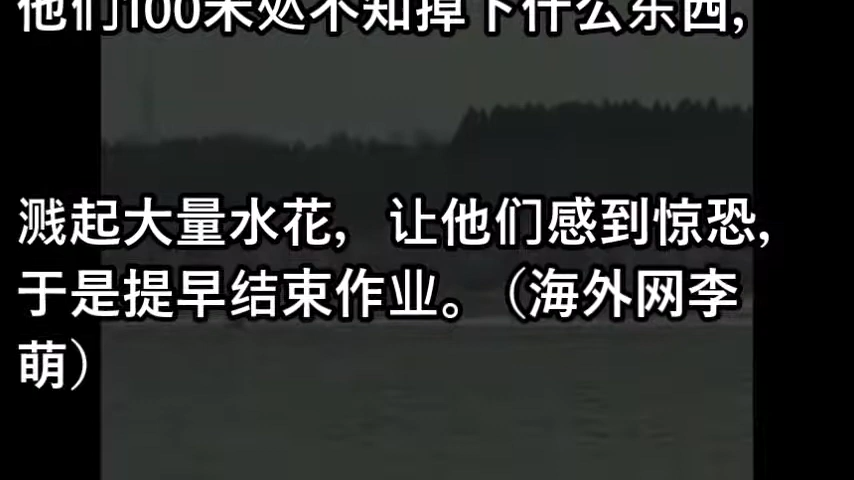 他们100米处不知掉下什么东西,
溅起大量水花, 让他们感到惊恐,
于是提早结束作业。(海外网李
萌)